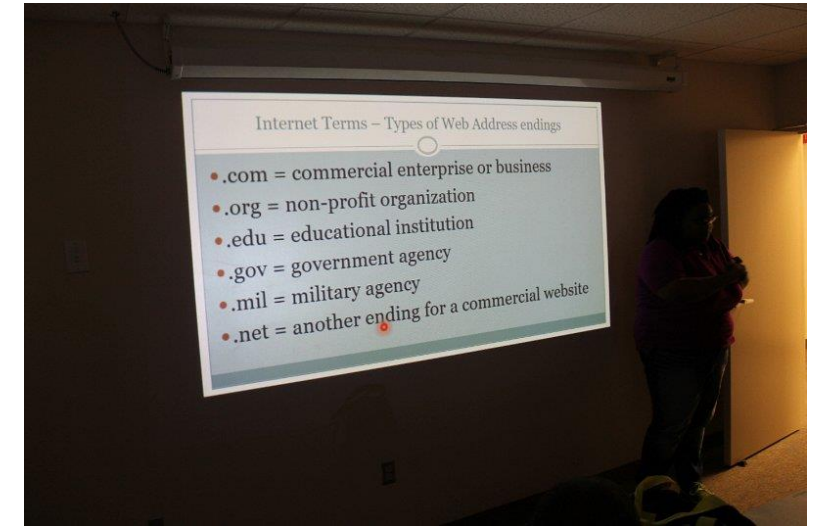 Internet Terms – Types of Web Address endings
•.com = commercial enterprise or business
•.org = non-profit organization
•.edu = educational institution
•.gov = government agency
•.mil = military agency
•.net = another ending for a commercial website